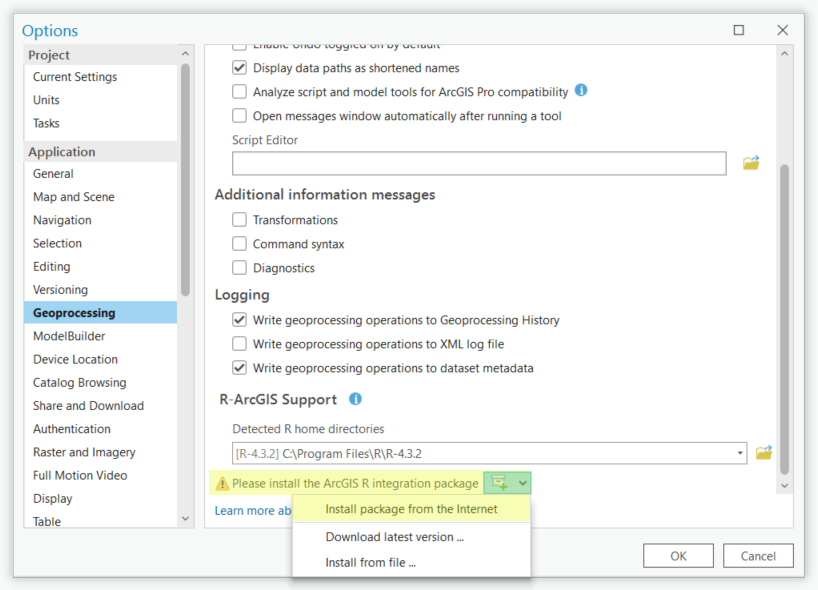 Options
Project
Current Settings
Units
Tasks
Application
General
Map and Scene
Navigation
Selection
Editing
Versioning
Geoprocessing
ModelBuilder
Device Location
Catalog Browsing
Share and Download
Authentication
Raster and Imagery
Full Motion Video
Display
Table
Enable Undo toggled on by default
Display data paths as shortened names
Analyze script and model tools for ArcGIS Pro compatibility
Open messages window automatically after running a tool
Script Editor
Additional information messages
Transformations
Command syntax
Diagnostics
Logging
Write geoprocessing operations to Geoprocessing History
Write geoprocessing operations to XML log file
Write geoprocessing operations to dataset metadata
R-ArcGIS Support
Detected R home directories
[R-4.3.2] C:\Program Files\R\R-4.3.2
Please install the ArcGIS R integration package
Learn more ab
Install package from the Internet
Download latest version ...
Install from file ...
OK
Cancel